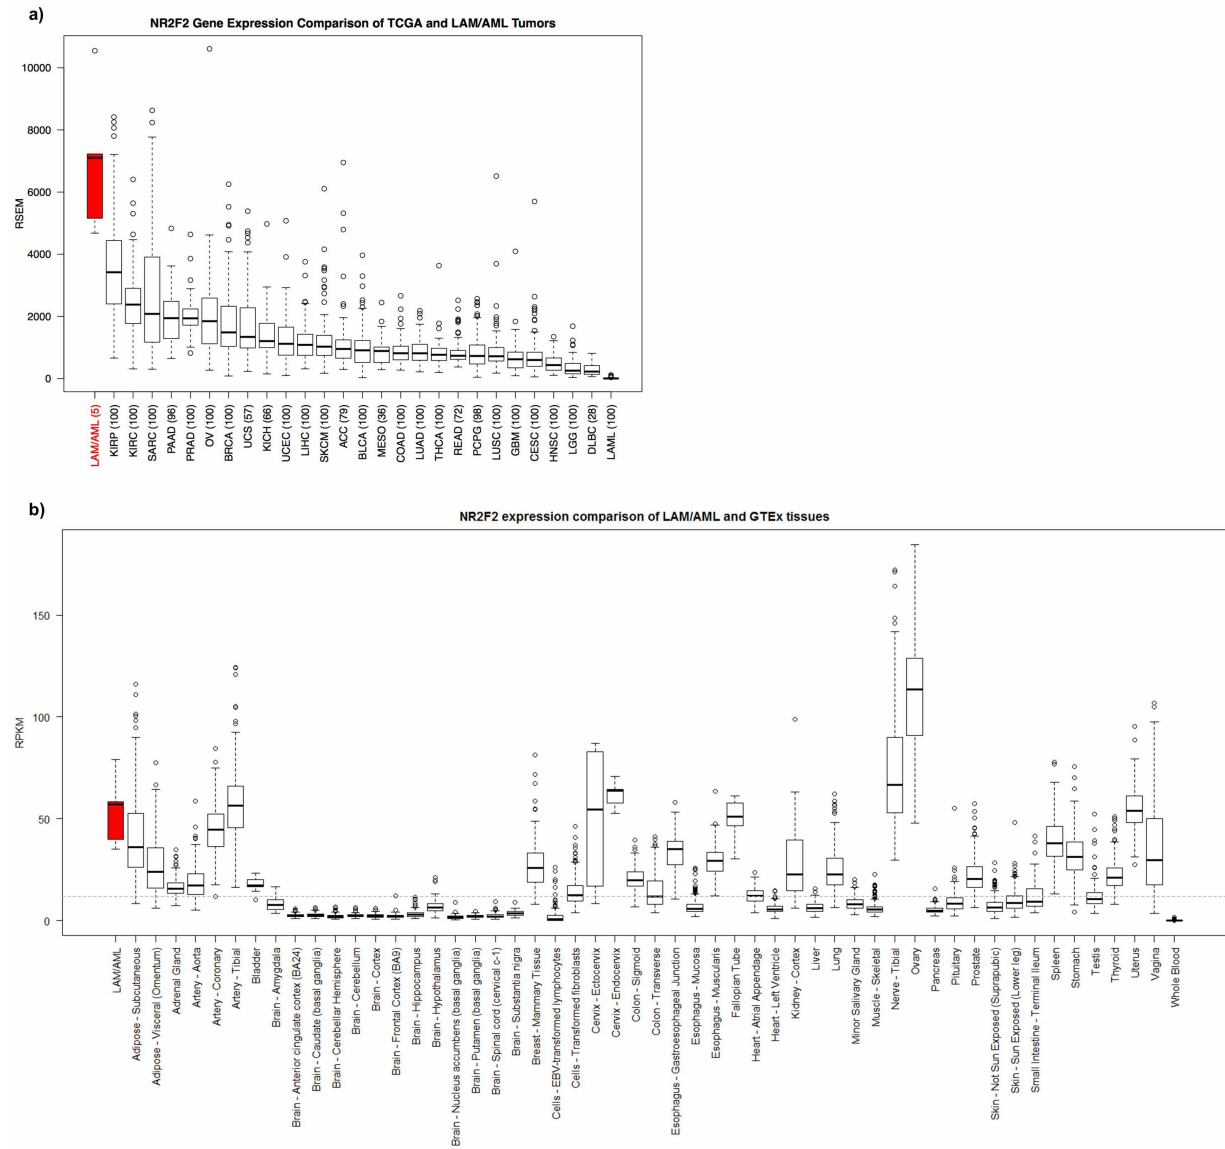 a)
NR2F2 Gene Expression Comparison of TCGA and LAM/AML Tumors
RSEM
10000
8000
6000
4000
2000
0
LAM/AML (5)
KIRP (100)
KIRC (100)
SARC (100)
PAAD (96)
PRAD (100)
OV (100)
BRCA (100)
UCS (57)
KICH (66)
UCEC (100)
LIHC (100)
SKCM (100)
ACC (79)
BLCA (100)
MESO (36)
COAD (100)
LUAD (100)
THCA (100)
READ (72)
PCPG (98)
LUSC (100)
GBM (100)
CESC (100)
HNSC (100)
LGG (100)
DLBC (28)
LAML (100)
b)
NR2F2 expression comparison of LAM/AML and GTEx tissues
RPKM
150
100
50
0
LAM/AML
Adipose - Subcutaneous
Adipose - Visceral (Omentum)
Adrenal Gland
Artery - Aorta
Artery - Coronary
Artery - Tibial
Bladder
Brain - Amygdala
Brain - Anterior cingulate cortex (BA24)
Brain - Caudate (basal ganglia)
Brain - Cerebellar Hemisphere
Brain - Cerebellum
Brain - Cortex
Brain - Frontal Cortex (BA9)
Brain - Hippocampus
Brain - Hypothalamus
Brain - Nucleus accumbens (basal ganglia)
Brain - Putamen (basal ganglia)
Brain - Spinal cord (cervical c-1)
Brain - Substantia nigra
Breast - Mammary Tissue
Cells - EBV-transformed lymphocytes
Cells - Transformed fibroblasts
Cervix - Ectocervix
Cervix - Endocervix
Colon - Sigmoid
Colon - Transverse
Esophagus - Gastroesophageal Junction
Esophagus - Mucosa
Esophagus - Muscularis
Fallopian Tube
Heart - Atrial Appendage
Heart - Left Ventricle
Kidney - Cortex
Liver
Lung
Minor Salivary Gland
Muscle - Skeletal
Nerve - Tibial
Ovary
Pancreas
Pituitary
Prostate
Skin - Not Sun Exposed (Suprapubic)
Skin - Sun Exposed (Lower leg)
Small Intestine - Terminal Ileum
Spleen
Stomach
Testis
Thyroid
Uterus
Vagina
Whole Blood